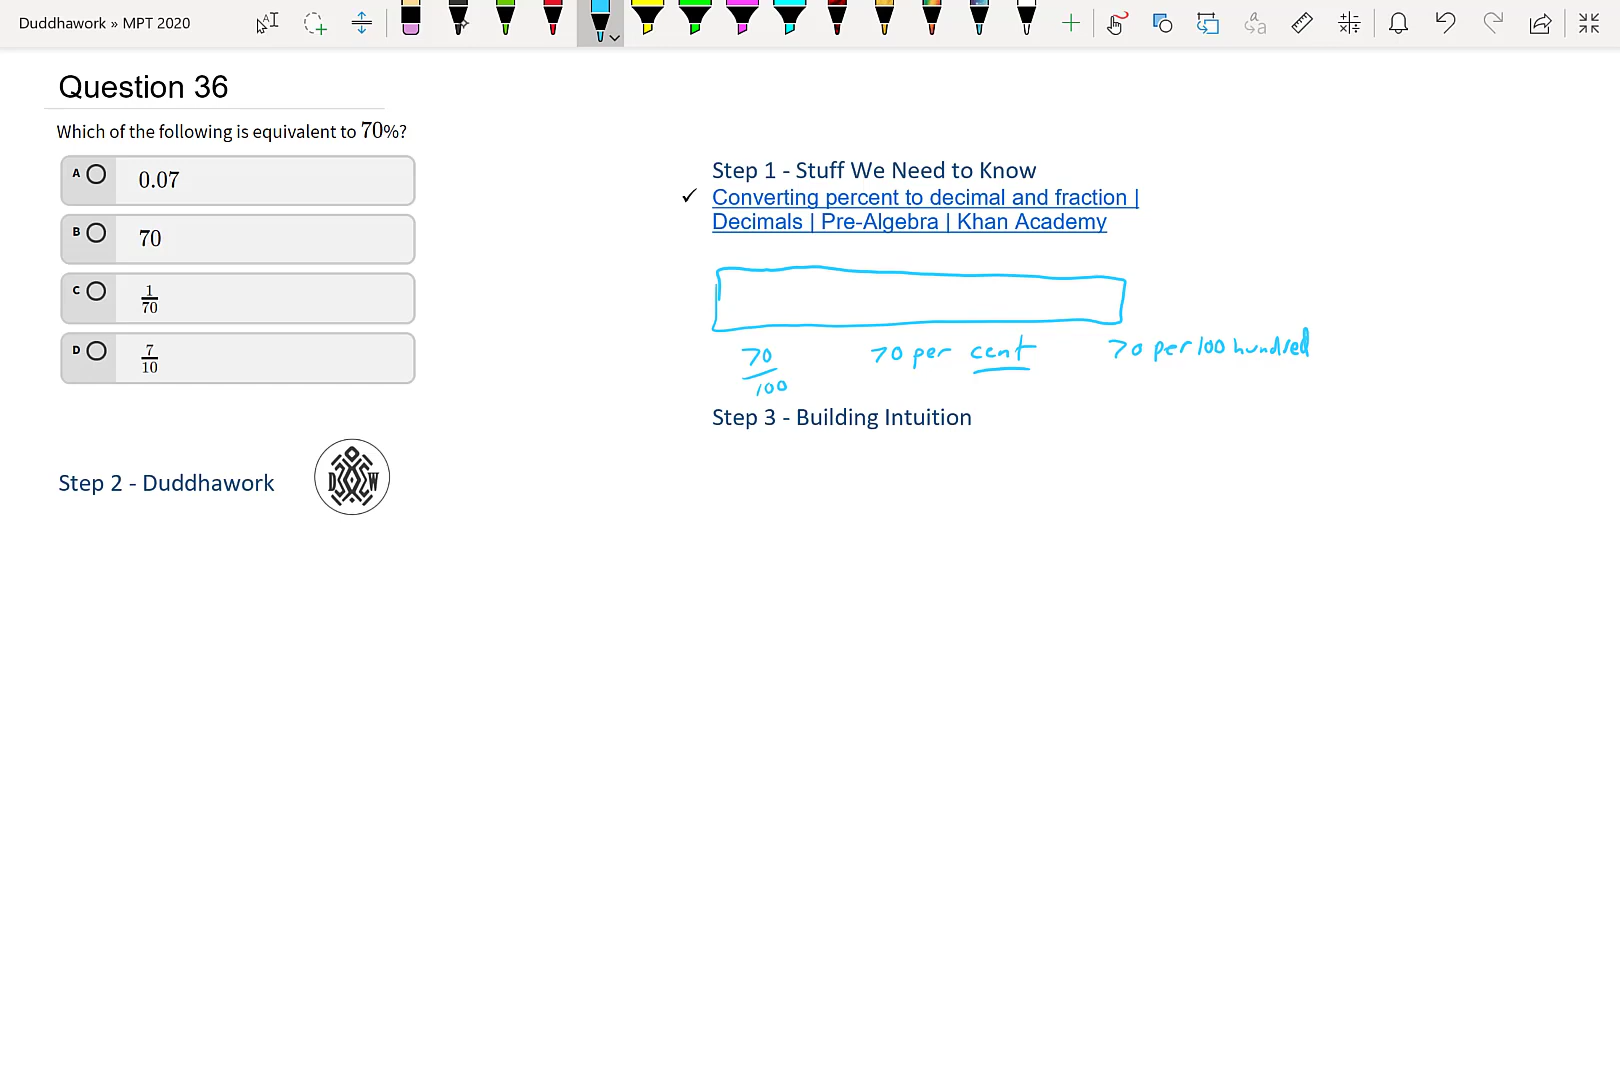 Duddhawork » MPT 2020
Question 36
Which of the following is equivalent to 70%?
A 0.07
B 70
C 1/70
D 7/10
Step 1 - Stuff We Need to Know
✓ Converting percent to decimal and fraction |
Decimals | Pre-Algebra | Khan Academy
70/100 70 per cent 70 per 100 hundred
Step 3 - Building Intuition
Step 2 - Duddhawork
D W